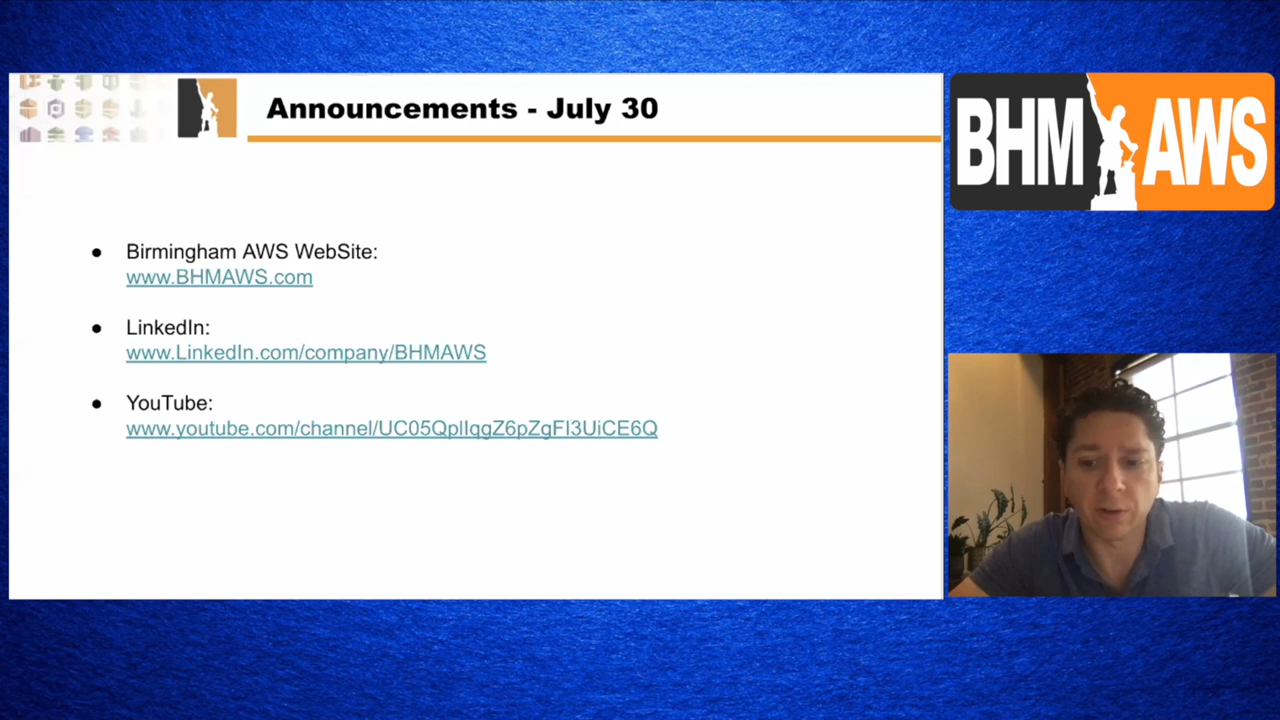 Announcements - July 30
BHM AWS
● Birmingham AWS WebSite:
www.BHMAWS.com
● LinkedIn:
www.LinkedIn.com/company/BHMAWS
● YouTube:
www.youtube.com/channel/UC05QplIqgZ6pZgFI3UiCE6Q